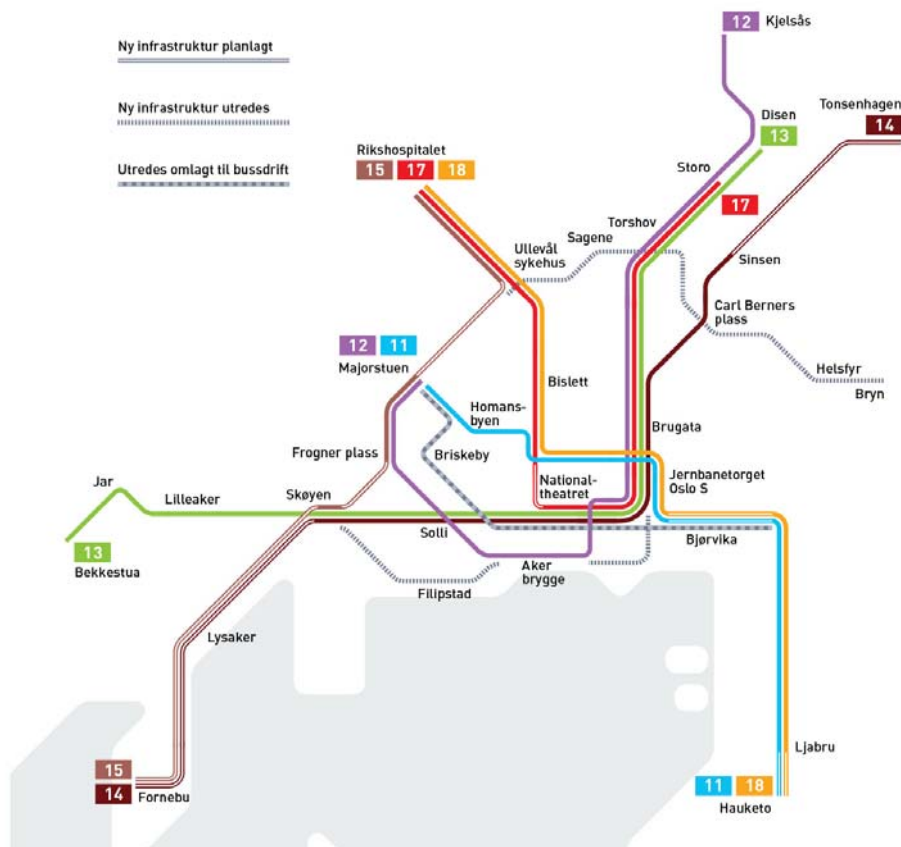 12
Kjelsås
Ny infrastruktur planlagt
Ny infrastruktur utredes
Utredes omlagt til bussdrift
Tonsenhagen
14
Disen
13
Rikshospitalet
15 17 18
Storo
17
Torshov
Sagene
Ullevål
sykehus
Sinsen
Carl Berners
plass
12 11
Majorstuen
Helsfyr
Bryn
Bislett
Homans-
byen
Brugata
Frogner plass
Briskeby
Jar
Lilleaker
Skøyen
National-
theatret
Jernbanetorget
Oslo S
13
Bekkestua
Solli
Bjørvika
Aker
brygge
Filipstad
Lysaker
Ljabru
15
14
Fornebu
11 18
Hauketo